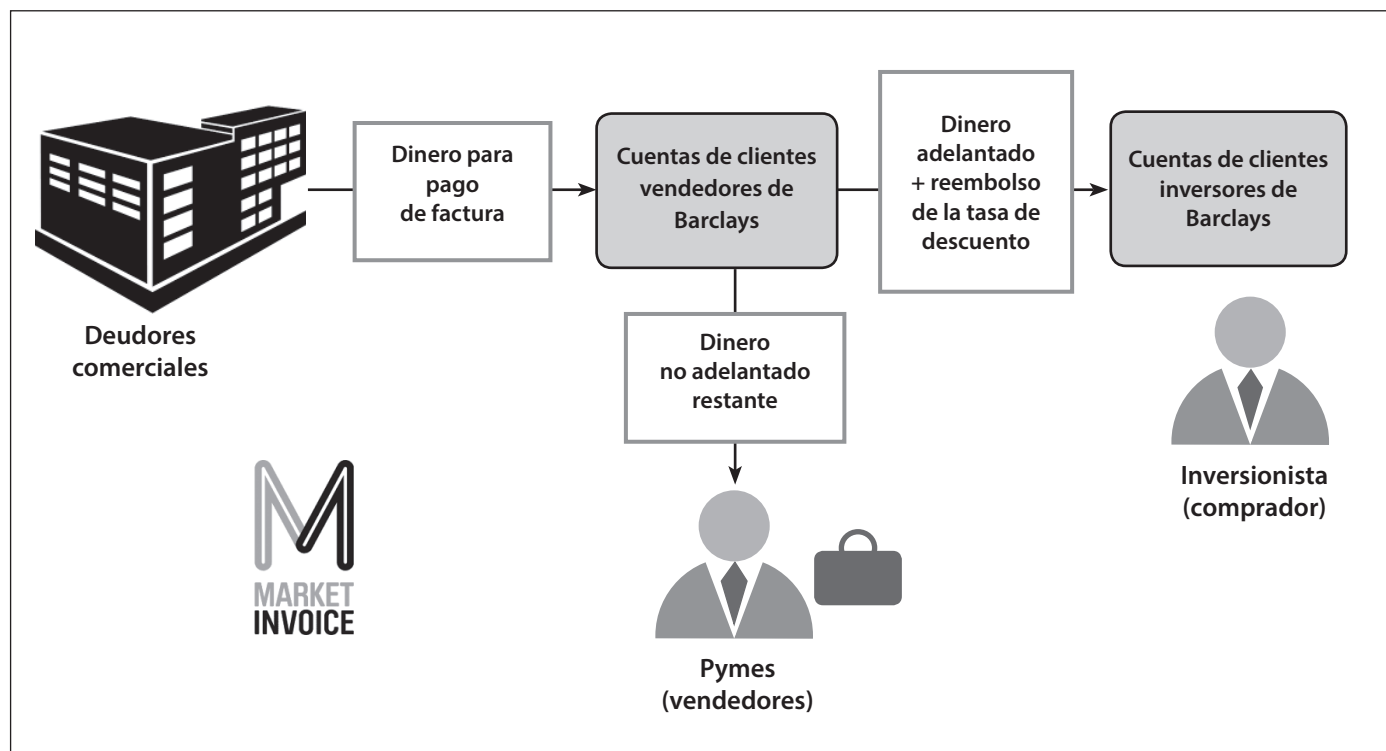 Dinero para
pago
de factura
Cuentas de clientes
vendedores de
Barclays
Dinero
adelantado
+ reembolso
de la tasa de
descuento
Cuentas de clientes
inversores de
Barclays
Deudores
comerciales
Dinero
no adelantado
restante
Inversionista
(comprador)
M
MARKET
INVOICE
Pymes
(vendedores)